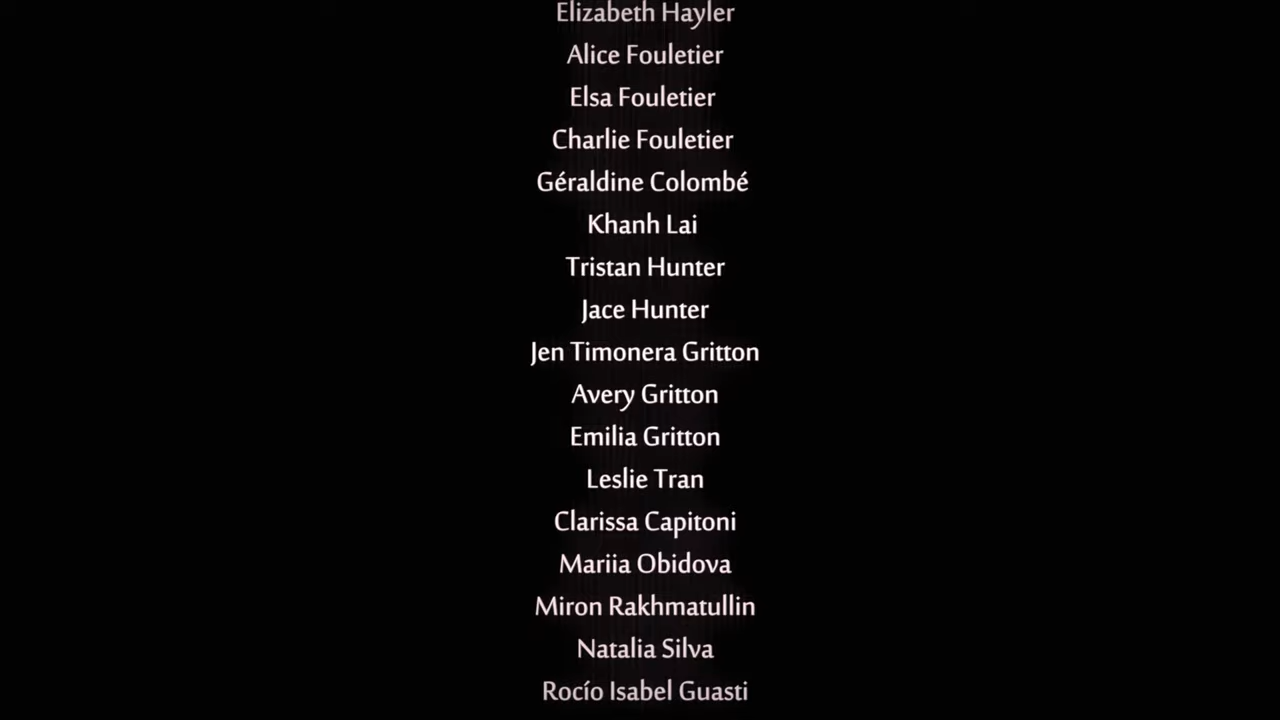 Elizabeth Hayler
Alice Fouletier
Elsa Fouletier
Charlie Fouletier
Géraldine Colombé
Khanh Lai
Tristan Hunter
Jace Hunter
Jen Timonera Gritton
Avery Gritton
Emilia Gritton
Leslie Tran
Clarissa Capitoni
Mariia Obidova
Miron Rakhmatullin
Natalia Silva
Rocío Isabel Guasti